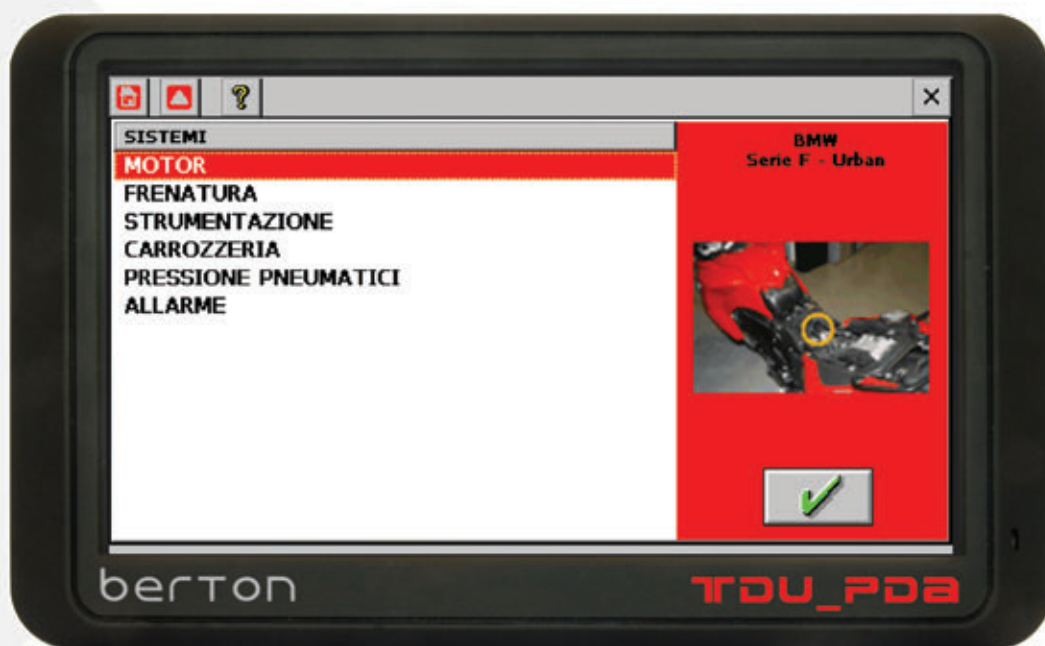 SISTEMI
MOTOR
FRENATURA
STRUMENTAZIONE
CARROZZERIA
PRESSIONE PNEUMATICI
ALLARME
BMW
Serie F - Urban
berton
TDU_PDA